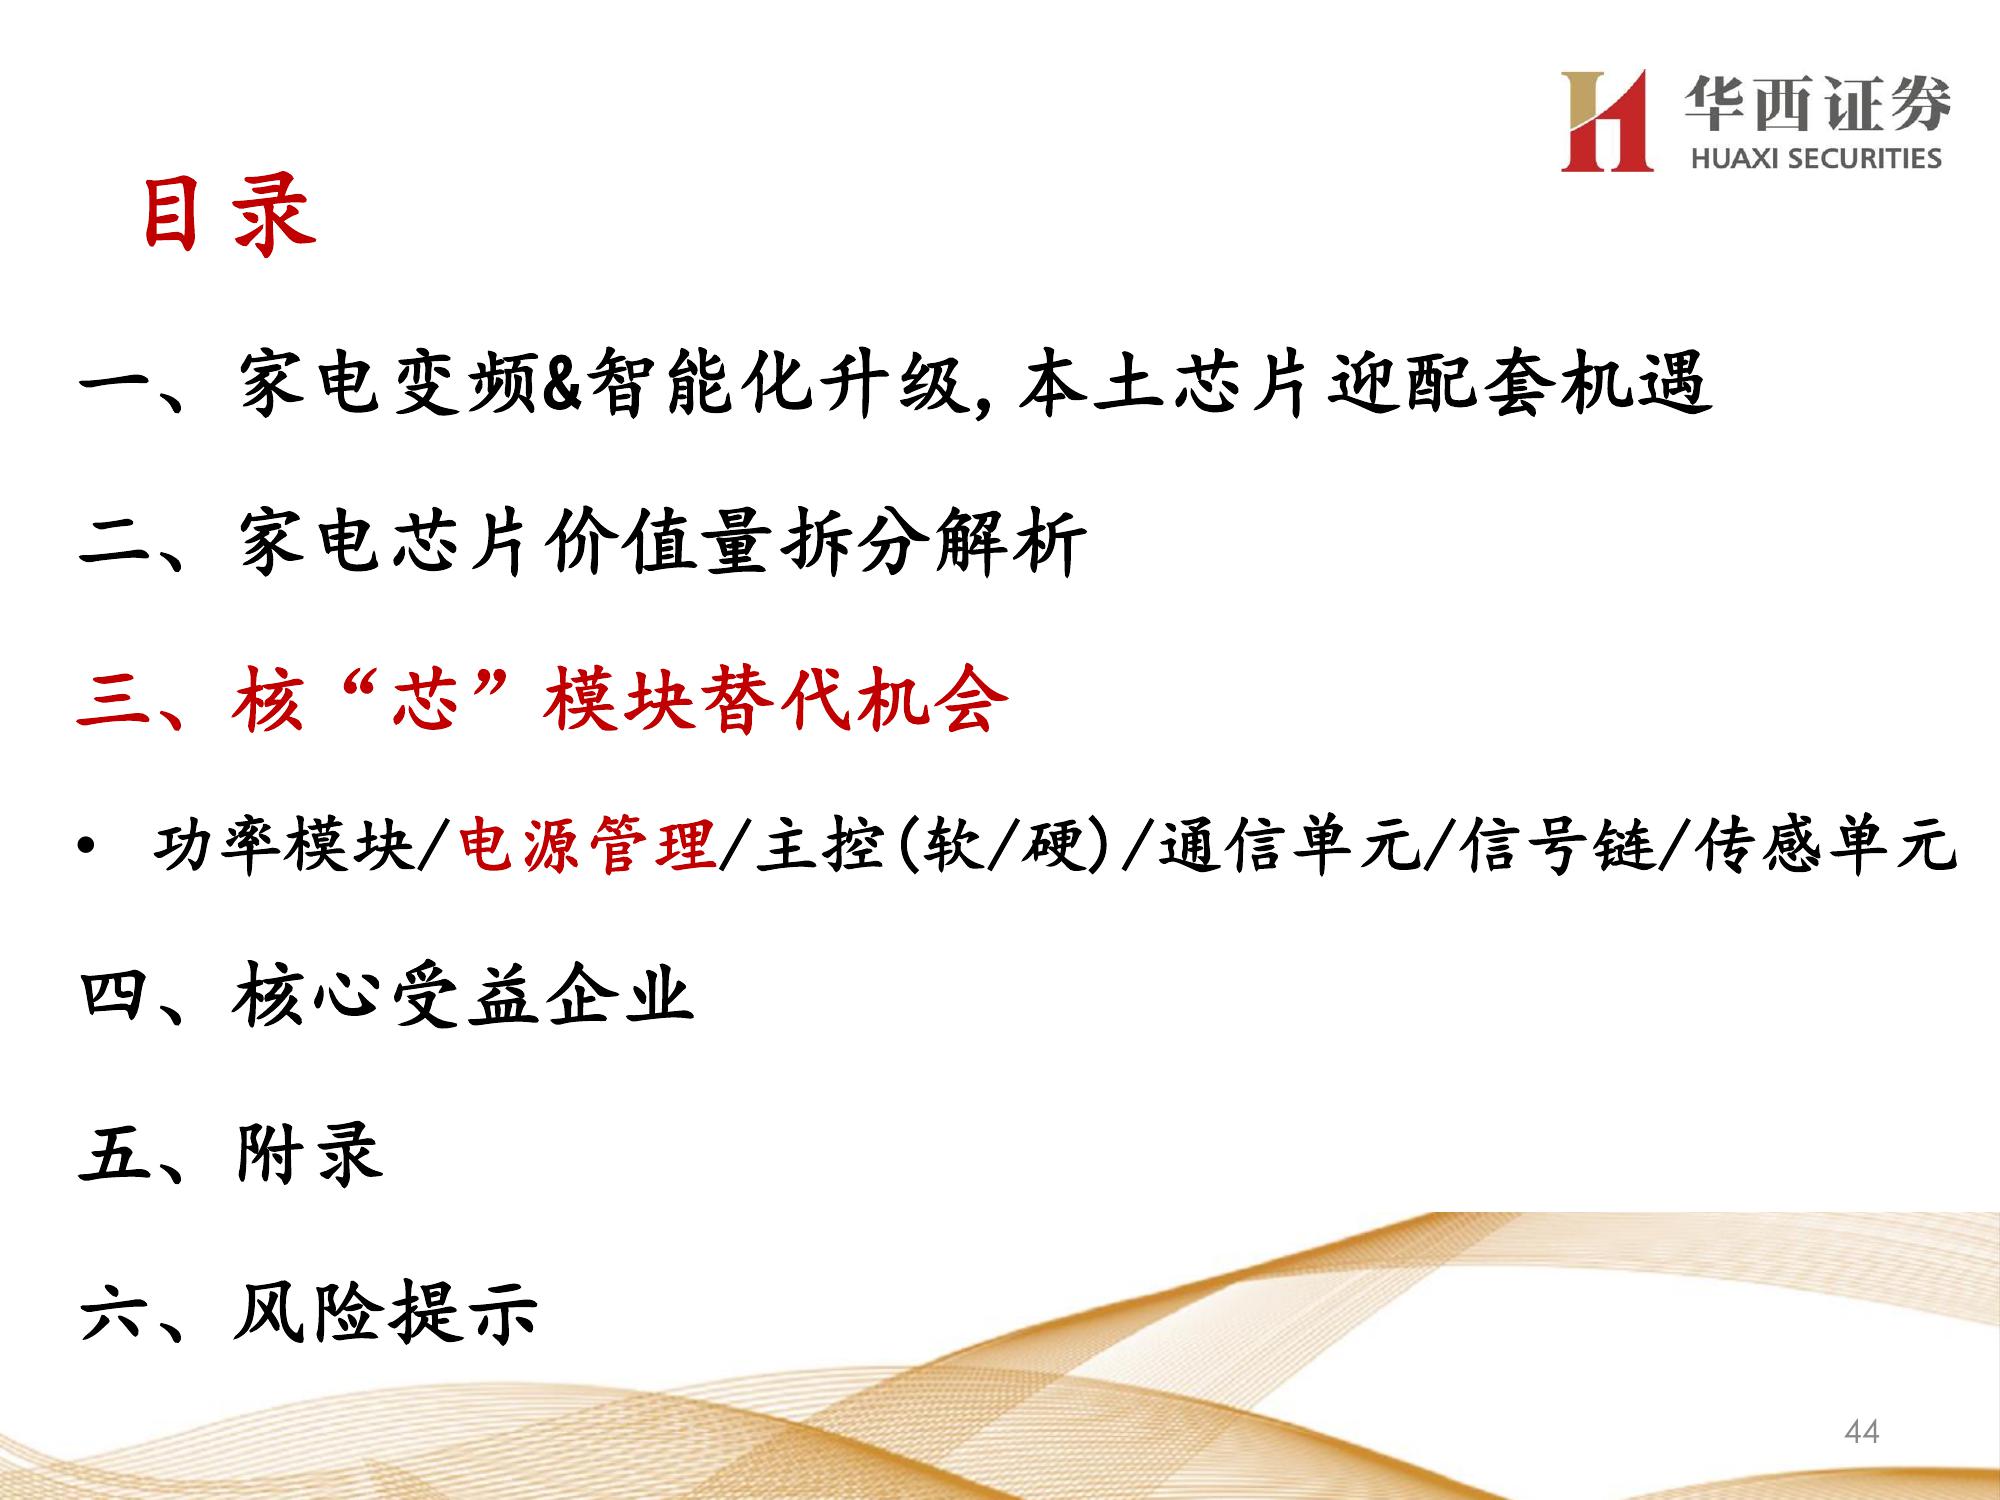 华西证券
HUAXI SECURITIES
目录
一、家电变频&智能化升级,本土芯片迎配套机遇
二、家电芯片价值量拆分解析
三、核“芯”模块替代机会
• 功率模块/电源管理/主控(软/硬)/通信单元/信号链/传感单元
四、核心受益企业
五、附录
六、风险提示
44